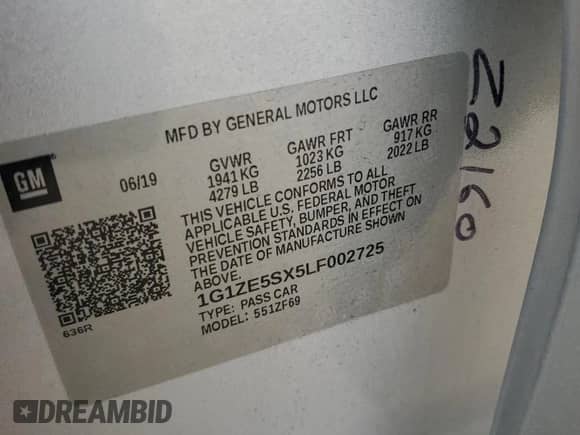 MFD BY GENERAL MOTORS LLC
GM
06/19
GVWR
1941 KG
4279 LB
GAWR FRT
1023 KG
2256 LB
GAWR RR
917 KG
2022 LB
THIS VEHICLE CONFORMS TO ALL
APPLICABLE U.S. FEDERAL MOTOR
VEHICLE SAFETY, BUMPER, AND THEFT
PREVENTION STANDARDS IN EFFECT ON
THE DATE OF MANUFACTURE SHOWN
ABOVE.
1G1ZE5SX5LF002725
TYPE: PASS CAR
MODEL: 551ZF69
636R
Z2160
DREAMBID